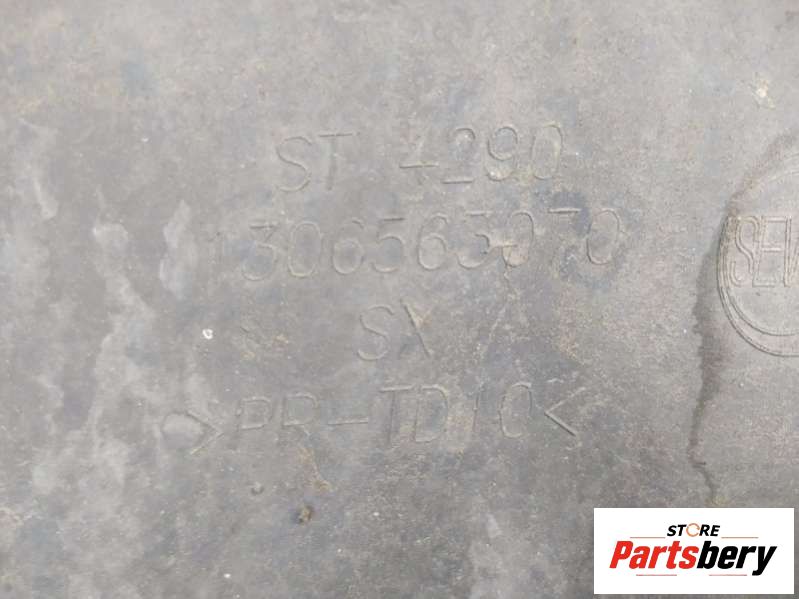 ST 4290
1306563070
SX
>PP-TD10<
STORE
Partsbery